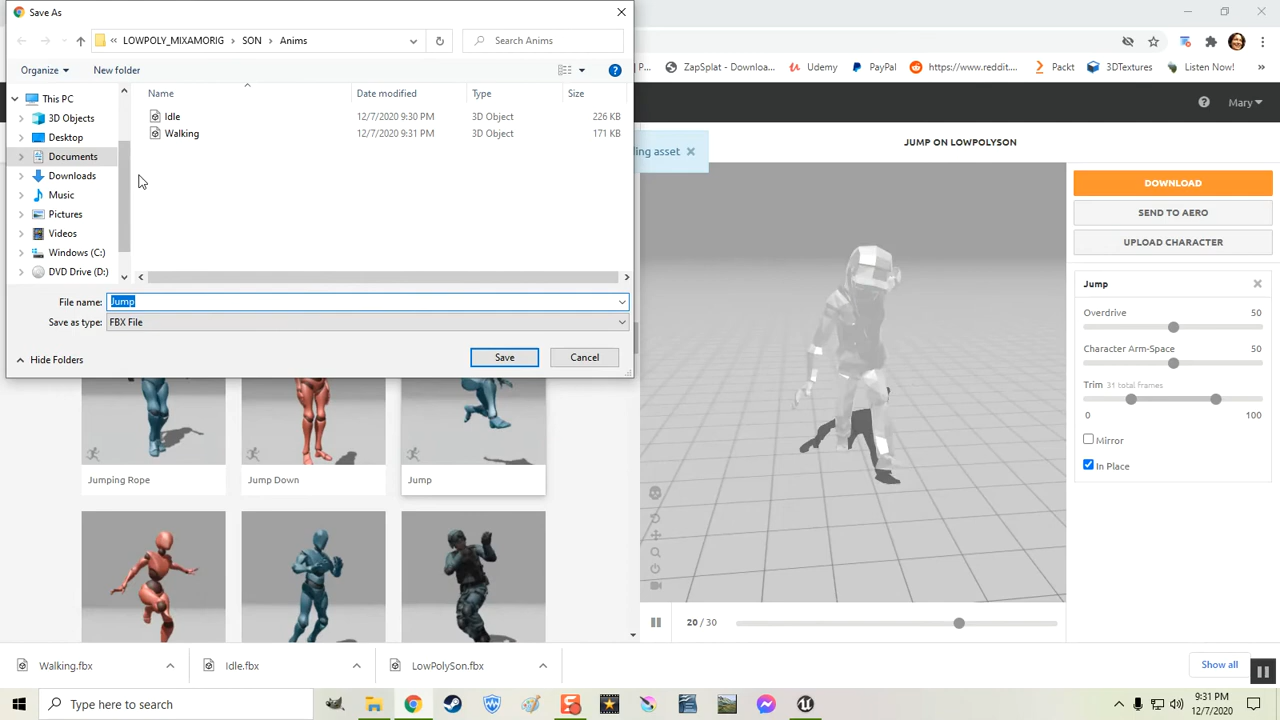 Save As
« LOWPOLY_MIXAMORIG > SON > Anims
Search Anims
Organize
New folder
This PC
3D Objects
Desktop
Documents
Downloads
Music
Pictures
Videos
Windows (C:)
DVD Drive (D:)
Name Date modified Type Size
Idle 12/7/2020 9:30 PM 3D Object 226 KB
Walking 12/7/2020 9:31 PM 3D Object 171 KB
File name: Jump
Save as type: FBX File
Hide Folders
Save
Cancel
ZapSplat - Downloa...
Udemy
PayPal
https://www.reddit....
Packt
3DTextures
Listen Now!
»
Mary
ing asset
JUMP ON LOWPOLYSON
DOWNLOAD
SEND TO AERO
UPLOAD CHARACTER
Jump
Overdrive 50
Character Arm-Space 50
Trim 31 total frames
0 100
Mirror
In Place
Jumping Rope
Jump Down
Jump
20 / 30
Walking.fbx
Idle.fbx
LowPolySon.fbx
Show all
Type here to search
9:31 PM
12/7/2020